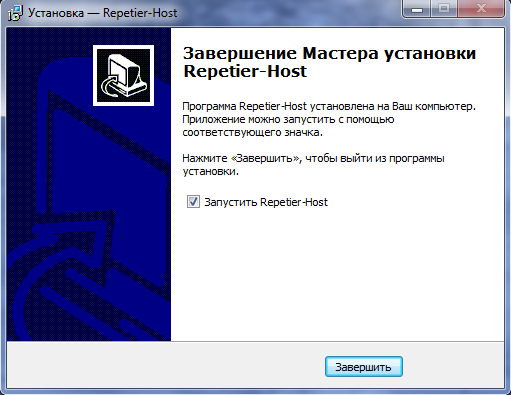 Установка — Repetier-Host
Завершение Мастера установки
Repetier-Host
Программа Repetier-Host установлена на Ваш компьютер.
Приложение можно запустить с помощью
соответствующего значка.
Нажмите «Завершить», чтобы выйти из программы
установки.
Запустить Repetier-Host
Завершить